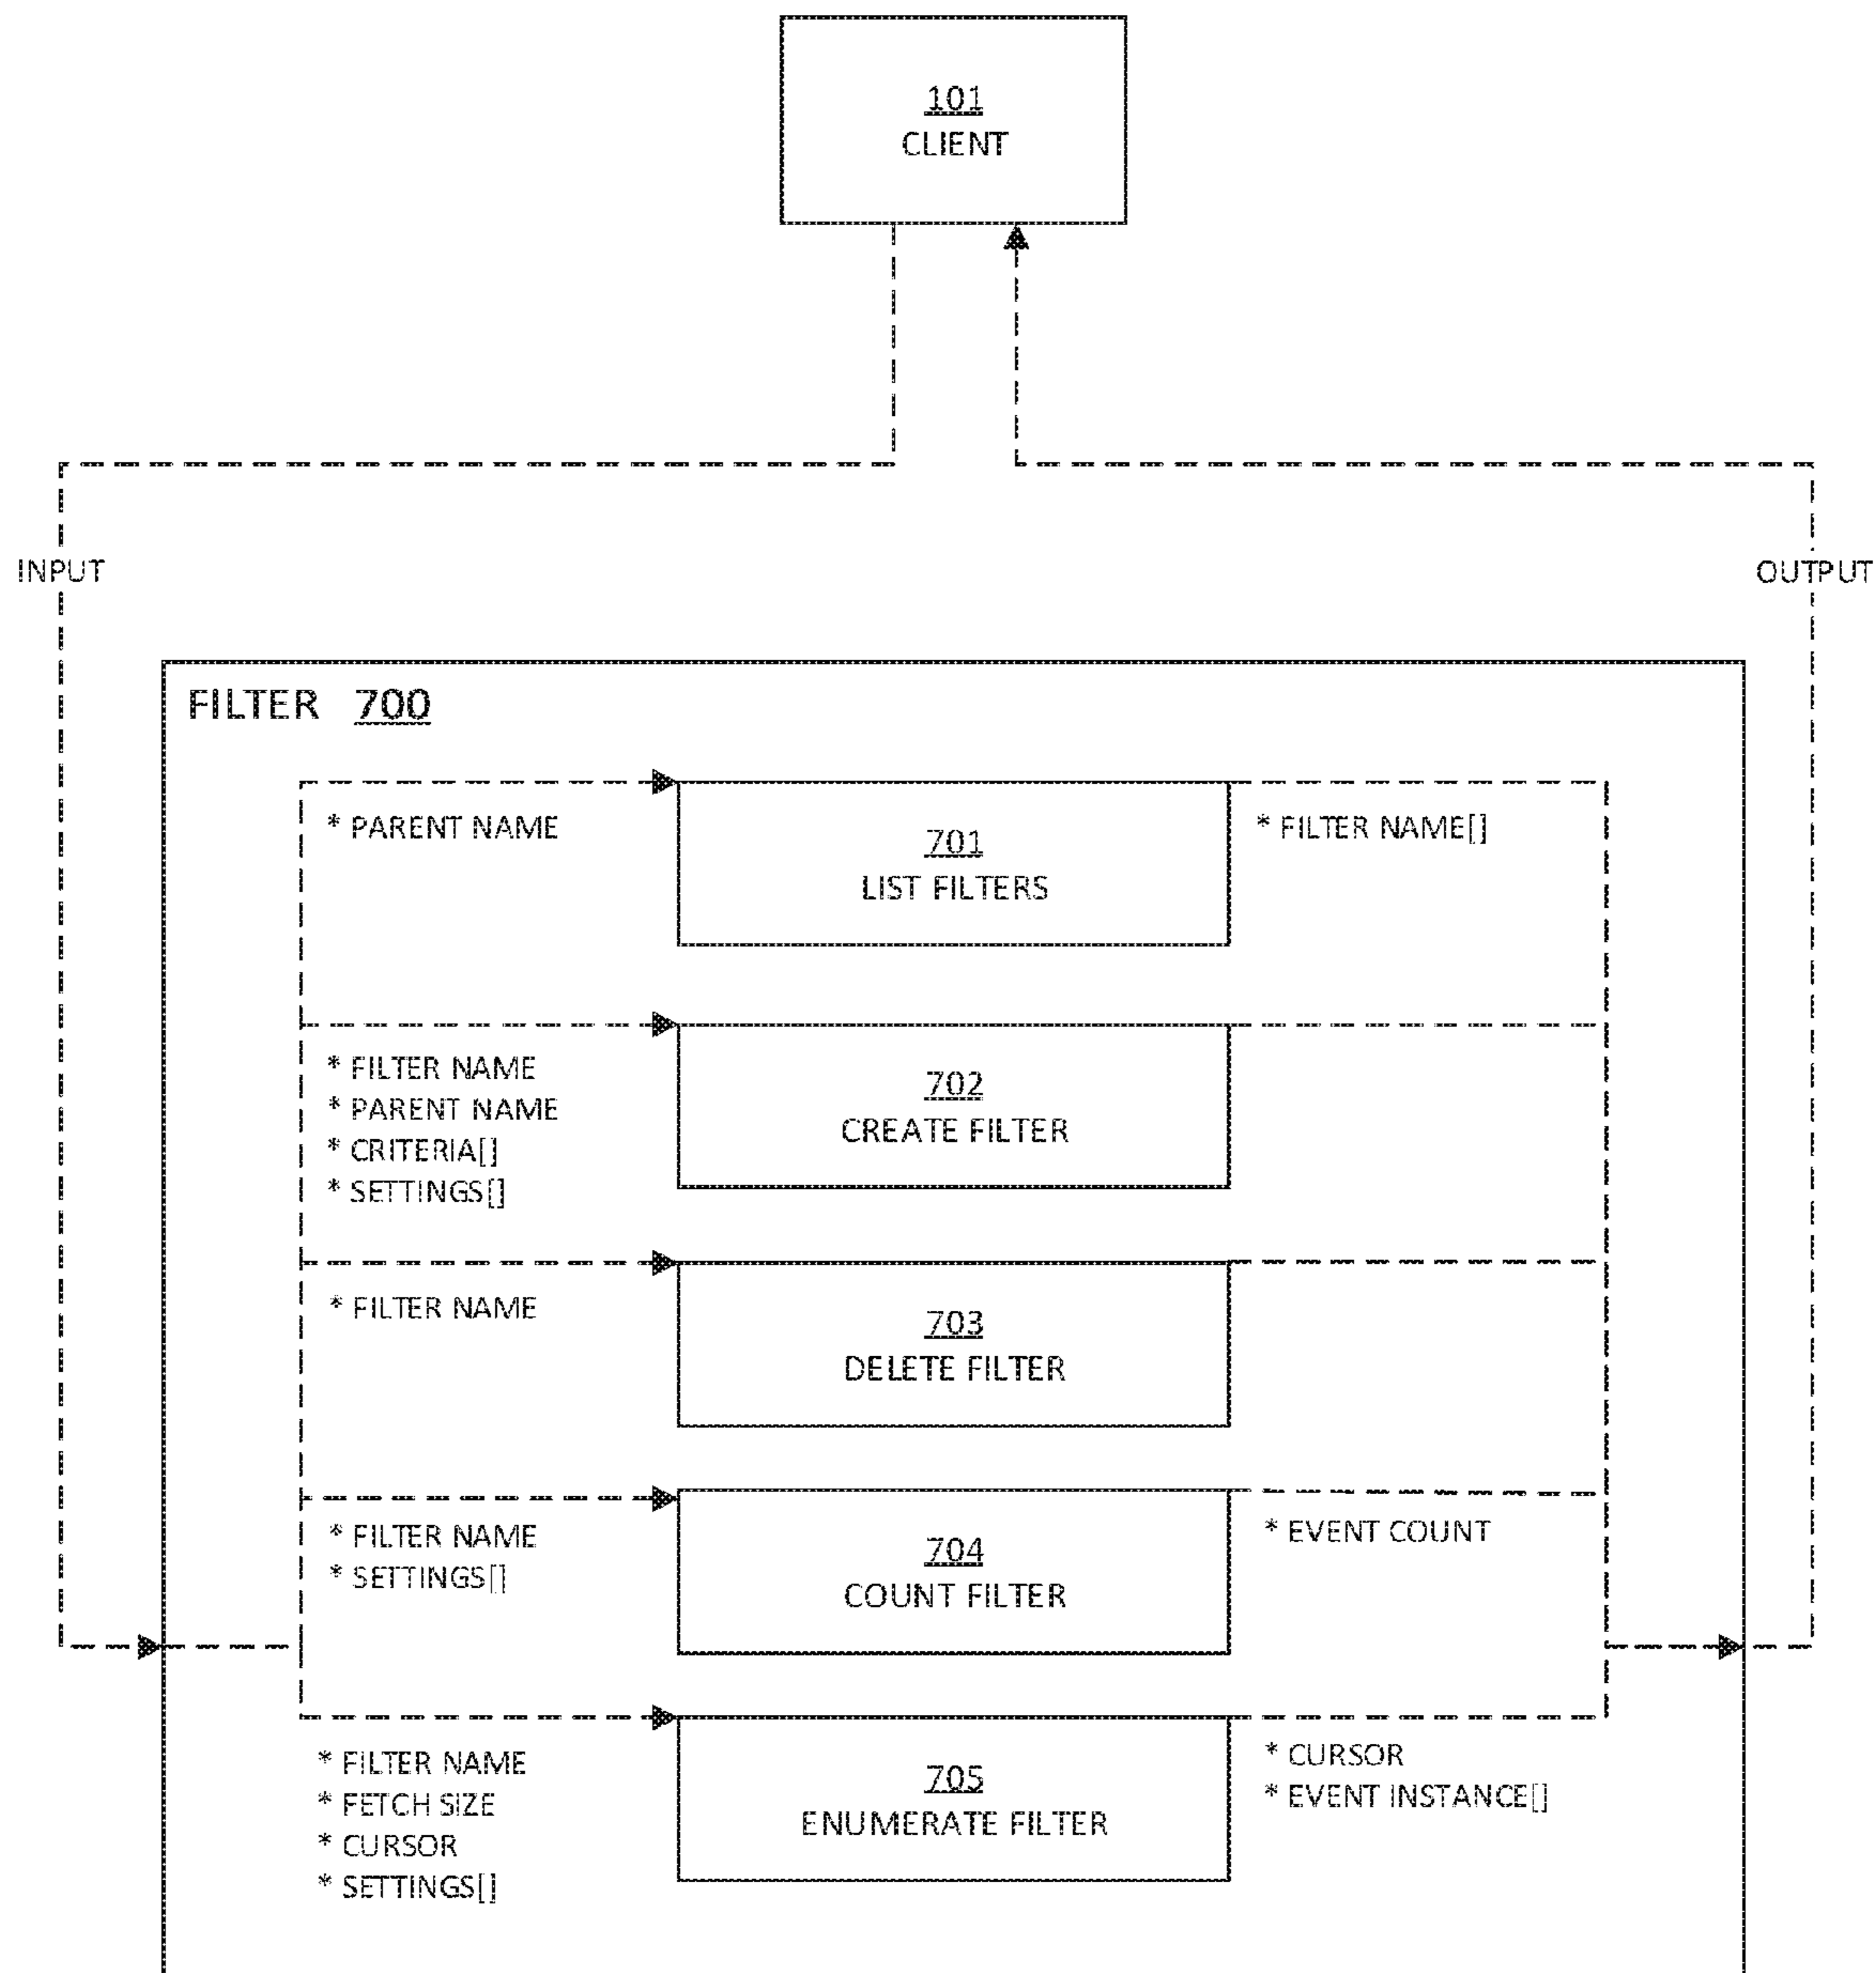 101
CLIENT
INPUT
OUTPUT
FILTER 700
* PARENT NAME
701
LIST FILTERS
* FILTER NAME[]
* FILTER NAME
* PARENT NAME
* CRITERIA[]
* SETTINGS[]
702
CREATE FILTER
* FILTER NAME
703
DELETE FILTER
* FILTER NAME
* SETTINGS[]
704
COUNT FILTER
* EVENT COUNT
* FILTER NAME
* FETCH SIZE
* CURSOR
* SETTINGS[]
705
ENUMERATE FILTER
* CURSOR
* EVENT INSTANCE[]